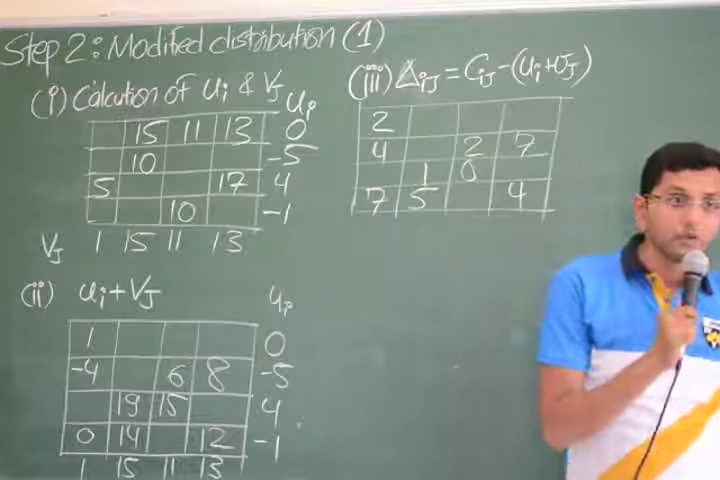 Step 2: Modified distribution (1)
(i) Calcution of ui & VJ
ui
15 11 13 0
10 -5
5 17 4
10 -1
VJ 1 15 11 13
(ii) ui+VJ
ui
1 0
-4 6 8 -5
19 15 4
0 14 12 -1
1 15 11 13
(iii) ΔiJ = CiJ-(ui+VJ)
2
4 2 7
1 0
7 5 4